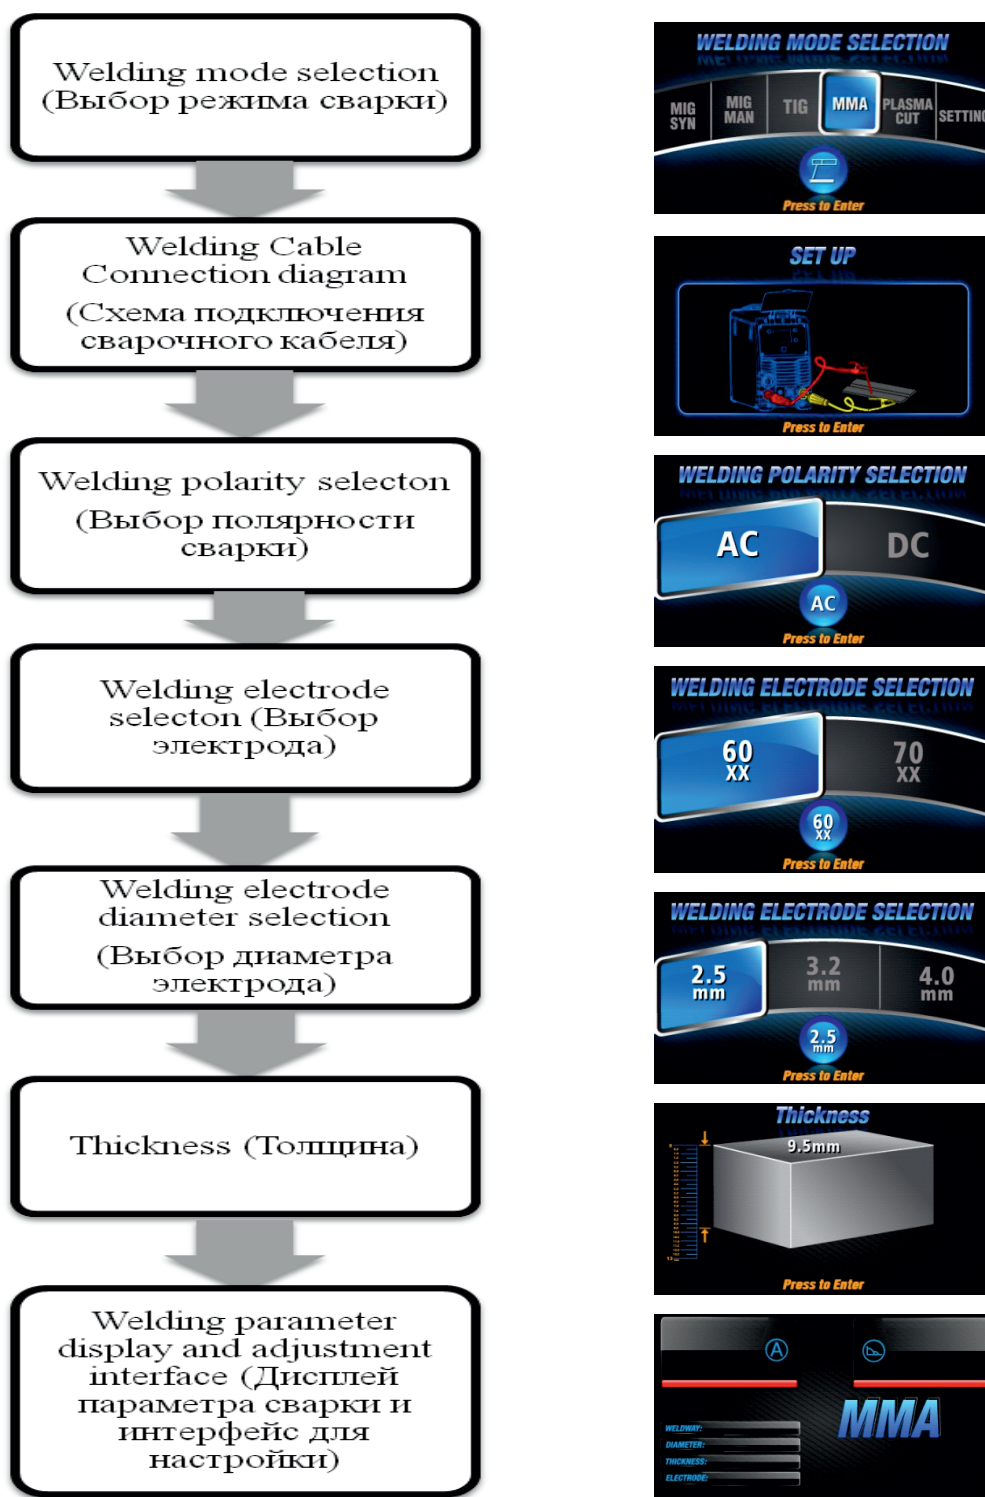 Welding mode selection
(Выбор режима сварки)
WELDING MODE SELECTION
MIG
SYN
MIG
MAN
TIG
MMA
PLASMA
CUT
SETTING
Press to Enter
Welding Cable
Connection diagram
(Схема подключения
сварочного кабеля)
SET UP
Press to Enter
Welding polarity selecton
(Выбор полярности
сварки)
WELDING POLARITY SELECTION
AC
DC
AC
Press to Enter
Welding electrode
selecton (Выбор
электрода)
WELDING ELECTRODE SELECTION
60
XX
70
XX
60
XX
Press to Enter
Welding electrode
diameter selection
(Выбор диаметра
электрода)
WELDING ELECTRODE SELECTION
2.5
mm
3.2
mm
4.0
mm
2.5
mm
Press to Enter
Thickness (Толщина)
Thickness
9.5mm
Press to Enter
Welding parameter
display and adjustment
interface (Дисплей
параметра сварки и
интерфейс для
настройки)
A
MMA
WELDWAY:
DIAMETER:
THICKNESS:
ELECTRODE: